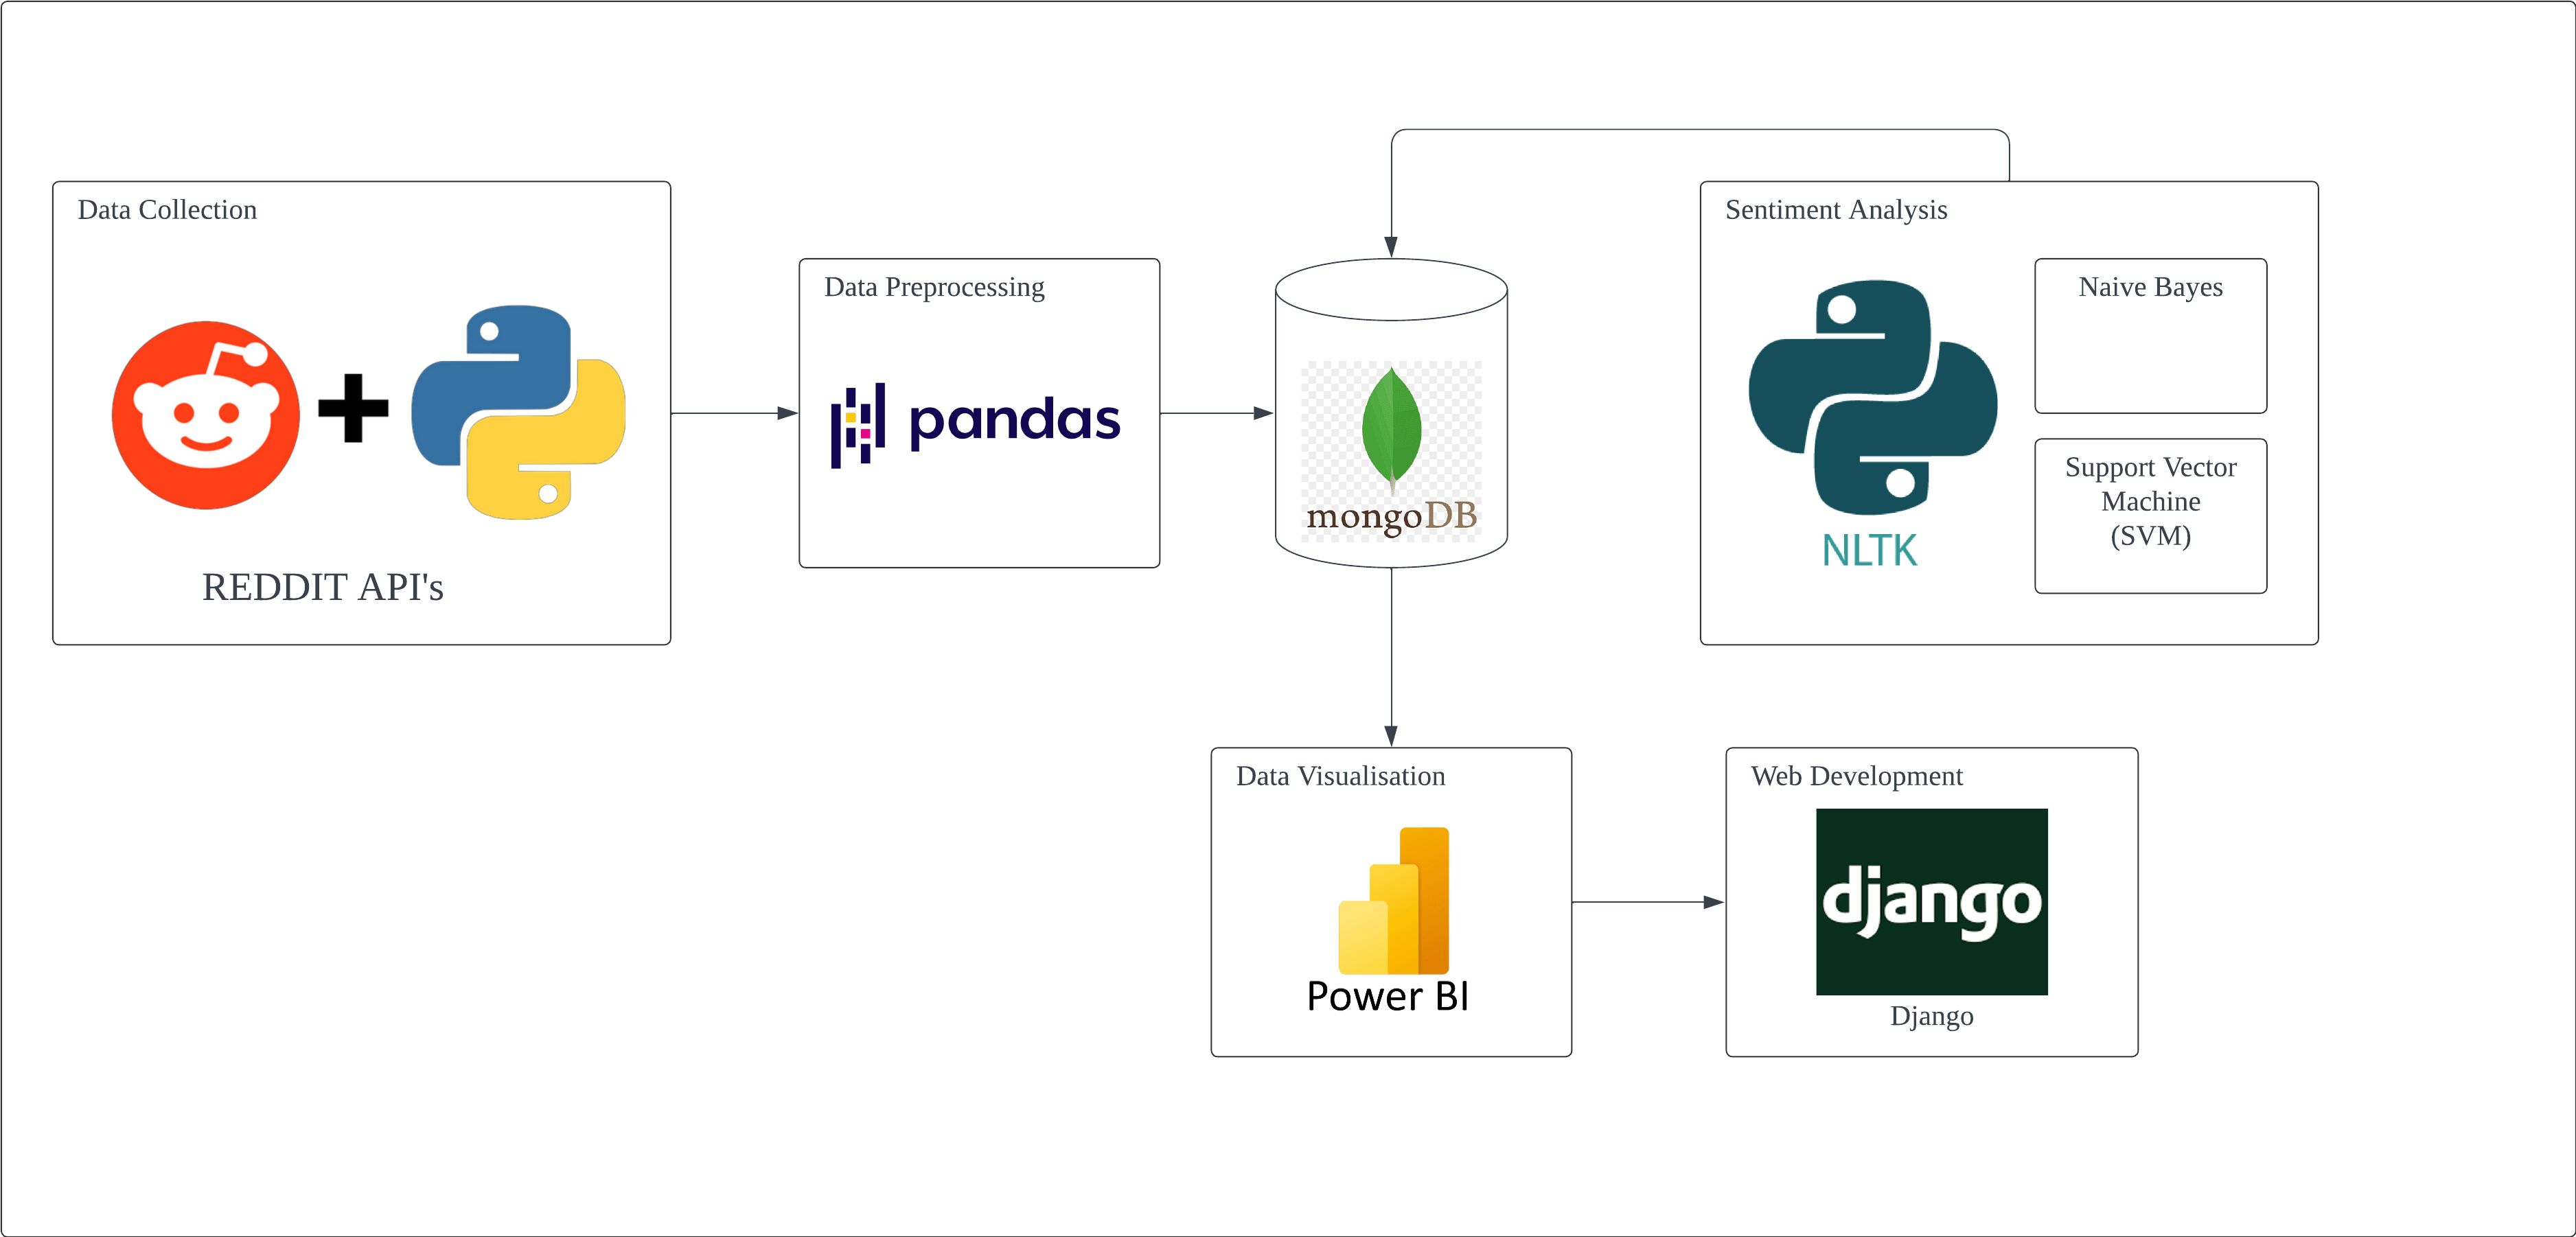 Data Collection
REDDIT API's
Data Preprocessing
pandas
mongoDB
Sentiment Analysis
NLTK
Naive Bayes
Support Vector
Machine
(SVM)
Data Visualisation
Power BI
Web Development
django
Django